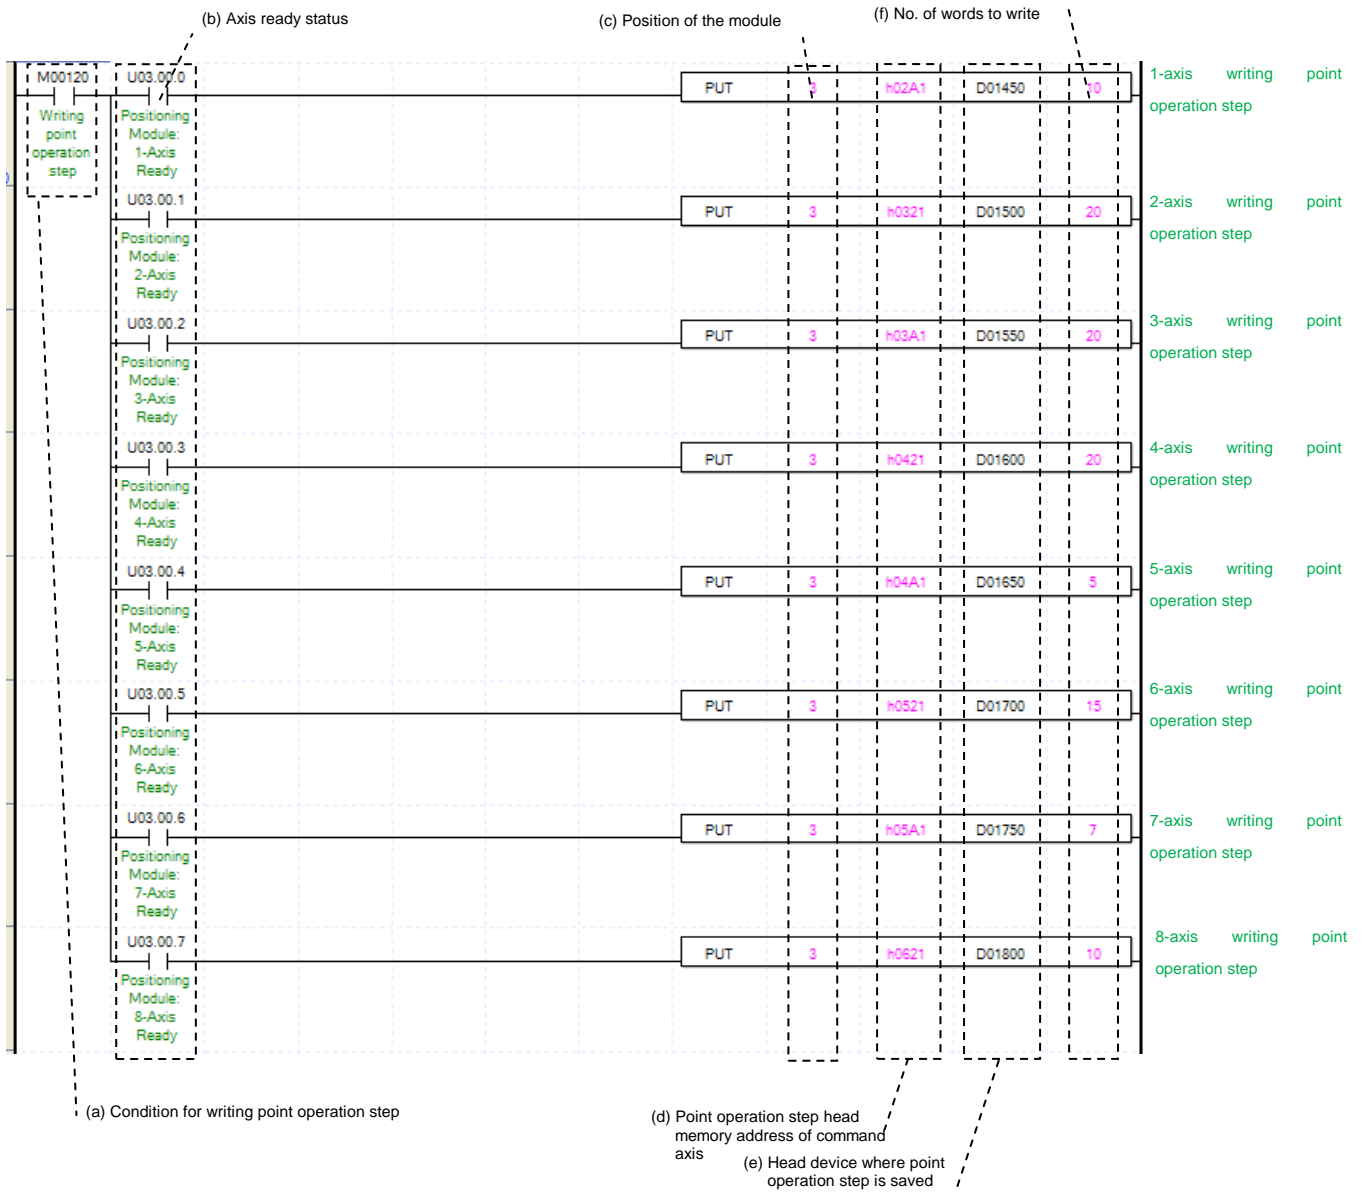 (b) Axis ready status
(c) Position of the module
(f) No. of words to write
M00120
Writing
point
operation
step
U03.00.0
Positioning
Module:
1-Axis
Ready
PUT 3 h02A1 D01450 10
1-axis writing point
operation step
U03.00.1
Positioning
Module:
2-Axis
Ready
PUT 3 h0321 D01500 20
2-axis writing point
operation step
U03.00.2
Positioning
Module:
3-Axis
Ready
PUT 3 h03A1 D01550 20
3-axis writing point
operation step
U03.00.3
Positioning
Module:
4-Axis
Ready
PUT 3 h0421 D01600 20
4-axis writing point
operation step
U03.00.4
Positioning
Module:
5-Axis
Ready
PUT 3 h04A1 D01650 5
5-axis writing point
operation step
U03.00.5
Positioning
Module:
6-Axis
Ready
PUT 3 h0521 D01700 15
6-axis writing point
operation step
U03.00.6
Positioning
Module:
7-Axis
Ready
PUT 3 h05A1 D01750 7
7-axis writing point
operation step
U03.00.7
Positioning
Module:
8-Axis
Ready
PUT 3 h0621 D01800 10
8-axis writing point
operation step
(a) Condition for writing point operation step
(d) Point operation step head
memory address of command
axis
(e) Head device where point
operation step is saved